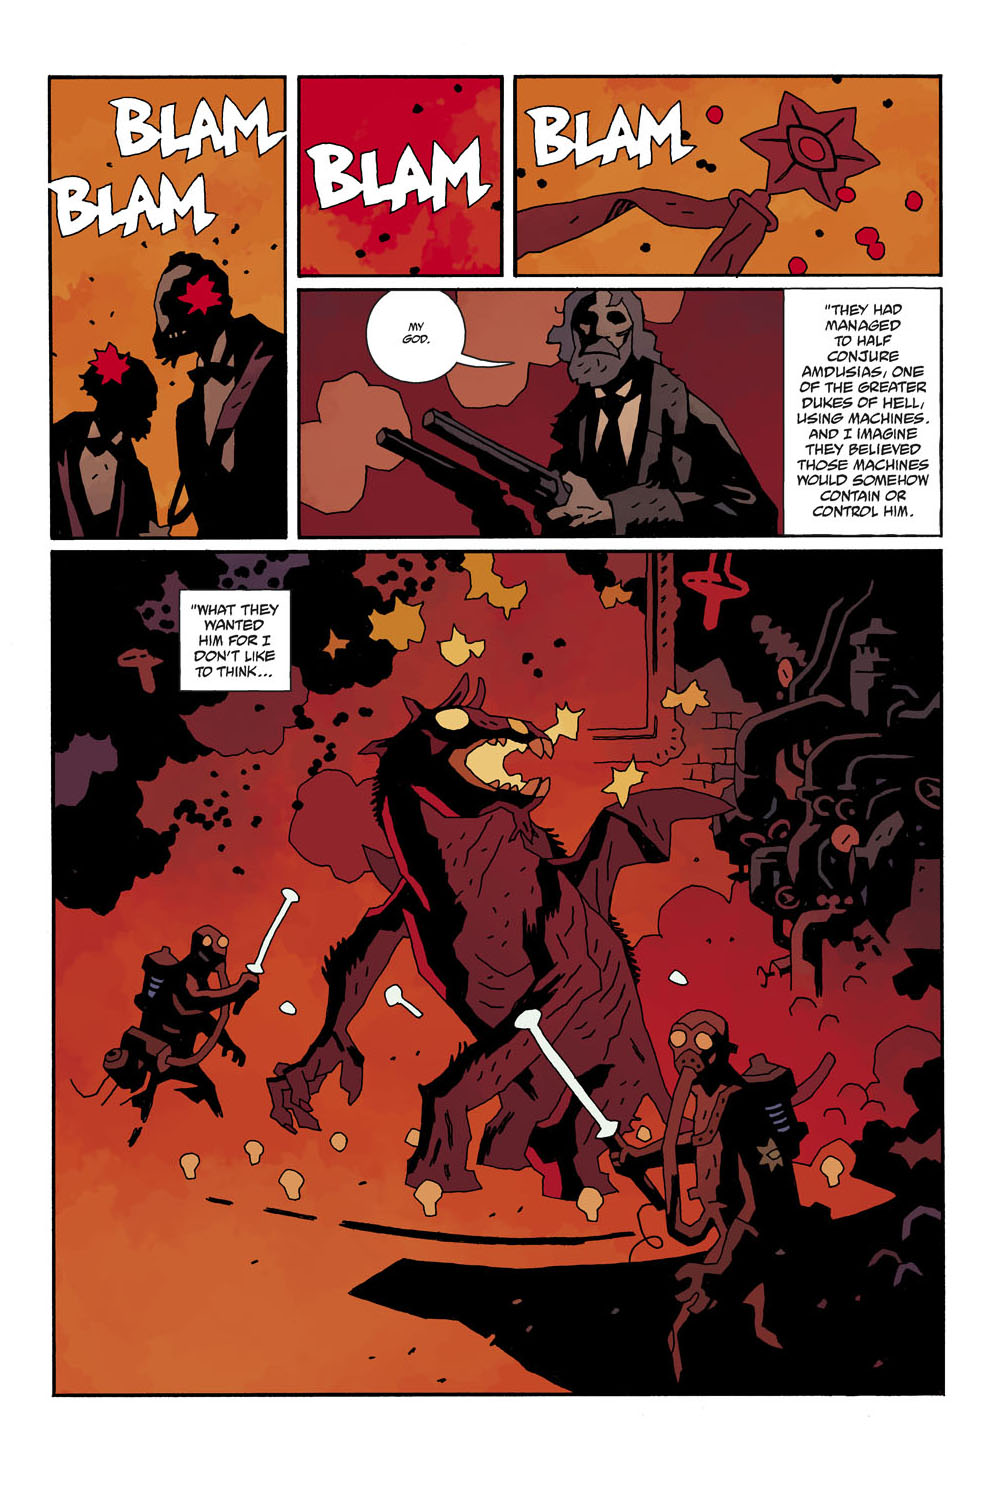 BLAM
BLAM
BLAM
BLAM
MY
GOD.
"THEY HAD
MANAGED
TO HALF
CONJURE
AMDUSIAS, ONE
OF THE GREATER
DUKES OF HELL,
USING MACHINES.
AND I IMAGINE
THEY BELIEVED
THOSE MACHINES
WOULD SOMEHOW
CONTAIN OR
CONTROL HIM.
"WHAT THEY
WANTED
HIM FOR I
DON'T LIKE
TO THINK...